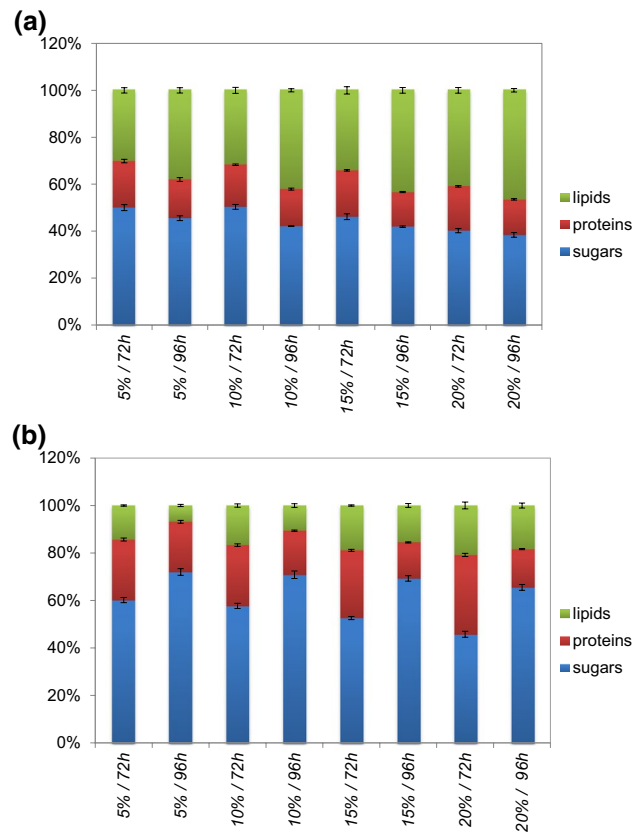 (a)
120%
100%
80%
60%
40%
20%
0%
lipids
proteins
sugars
5% / 72h
5% / 96h
10% / 72h
10% / 96h
15% / 72h
15% / 96h
20% / 72h
20% / 96h
(b)
120%
100%
80%
60%
40%
20%
0%
lipids
proteins
sugars
5% / 72h
5% / 96h
10% / 72h
10% / 96h
15% / 72h
15% / 96h
20% / 72h
20% / 96h